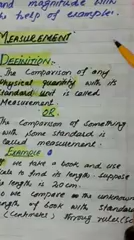 and magnitude with
help of example.
MEASUREMENT
DEFINITION:
The Comparison of any
Physical quantity with its
Standard unit is called
Measurement.
OR
The Comparison of Something
with some standard is
called measurement.
EXAMPLE
we take a book and use
to find its length. suppose
length is 20cm.
we compare the unknown
length of book with standard
(Centimeter) through